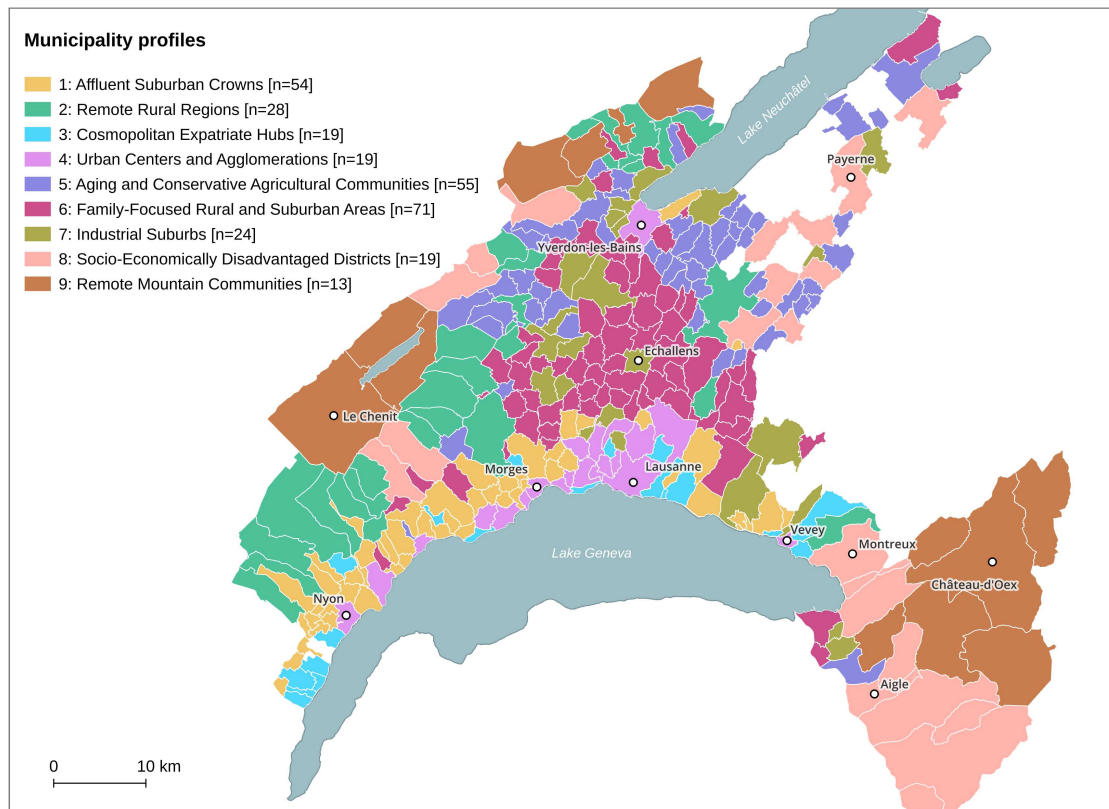 Municipality profiles
1: Affluent Suburban Crowns [n=54]
2: Remote Rural Regions [n=28]
3: Cosmopolitan Expatriate Hubs [n=19]
4: Urban Centers and Agglomerations [n=19]
5: Aging and Conservative Agricultural Communities [n=55]
6: Family-Focused Rural and Suburban Areas [n=71]
7: Industrial Suburbs [n=24]
8: Socio-Economically Disadvantaged Districts [n=19]
9: Remote Mountain Communities [n=13]
Lake Neuchâtel
Payerne
Yverdon-les-Bains
Echallens
Le Chenit
Morges
Lausanne
Vevey
Lake Geneva
Montreux
Château-d'Oex
Nyon
Aigle
0 10 km